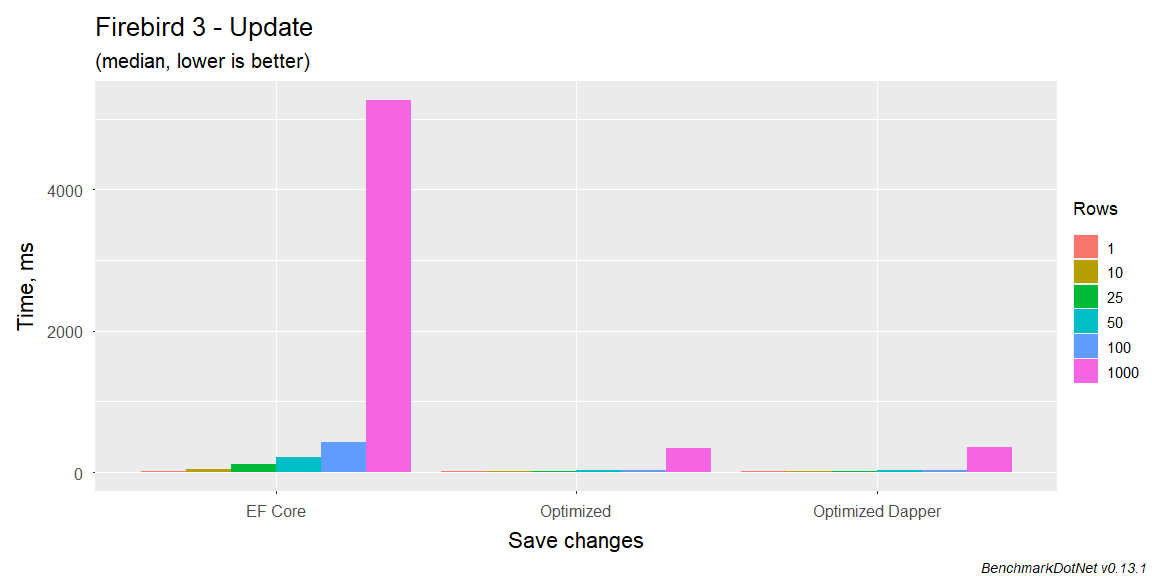 Firebird 3 - Update
(median, lower is better)
Time, ms
4000
2000
0
EF Core
Optimized
Optimized Dapper
Save changes
Rows
1
10
25
50
100
1000
BenchmarkDotNet v0.13.1